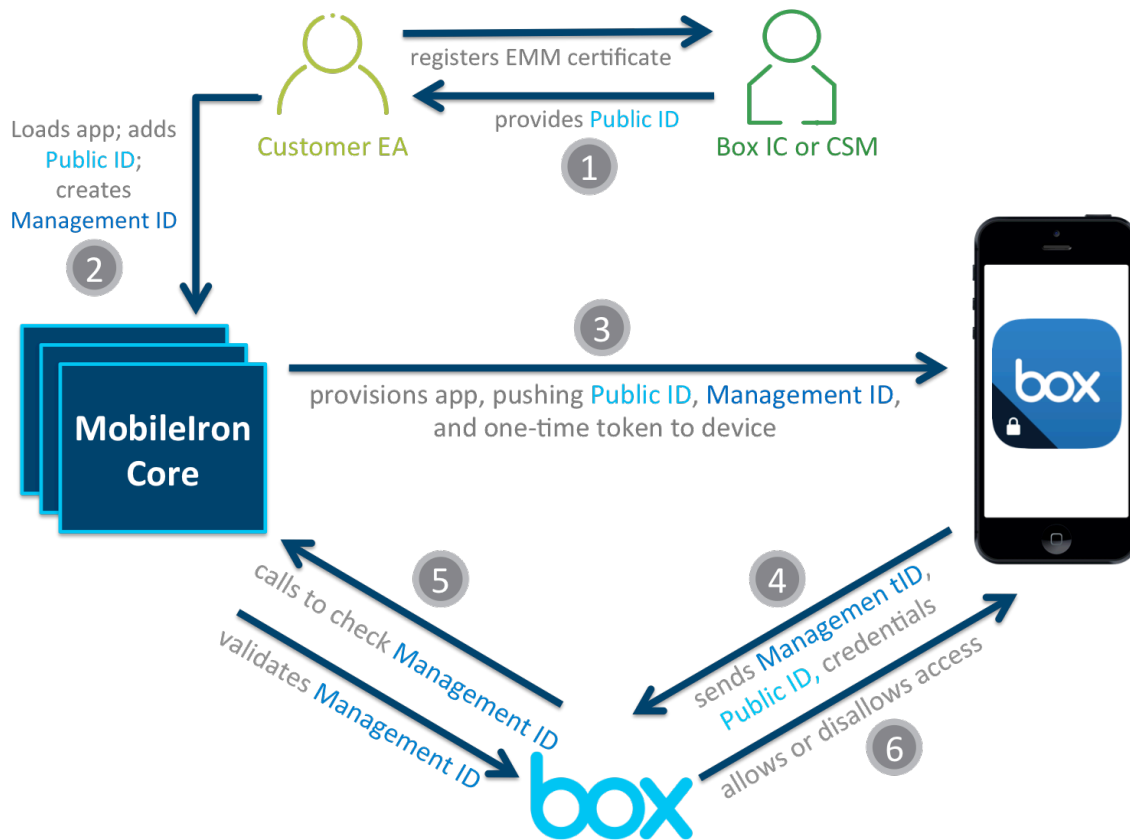 registers EMM certificate
provides Public ID
1
Customer EA
Box IC or CSM
Loads app; adds
Public ID;
creates
Management ID
2
3
provisions app, pushing Public ID, Management ID,
and one-time token to device
MobileIron
Core
box
4
sends Managemen tID,
Public ID, credentials
5
calls to check Management ID
validates Management ID
allows or disallows access
6
box